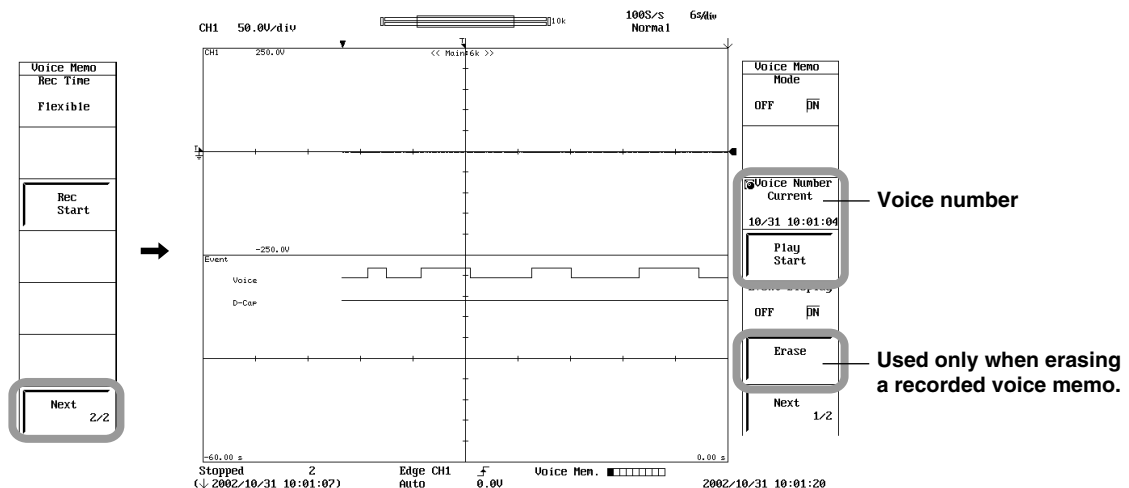 Voice Memo
Rec Time
Flexible
Rec
Start
Next
2/2
CH1 50.0V/div
10k
100S/s 6s/div
Normal
T
CH1 250.0V
<< Main:6k >>
-250.0V
Event
Voice
D-Cap
-60.00 s
0.00 s
Stopped 2
Edge CH1
Voice Mem.
(↓ 2002/10/31 10:01:07)
Auto 0.0V
2002/10/31 10:01:20
Voice Memo
Mode
OFF ON
Voice Number
Current
10/31 10:01:04
Play
Start
OFF ON
Erase
Next
1/2
Voice number
Used only when erasing
a recorded voice memo.